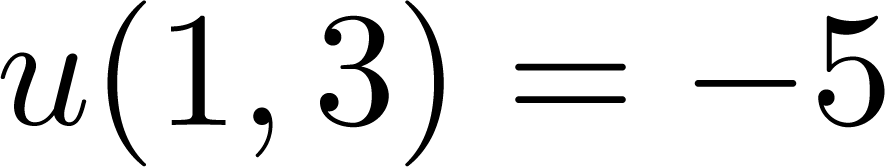 u(1, 3) = −5